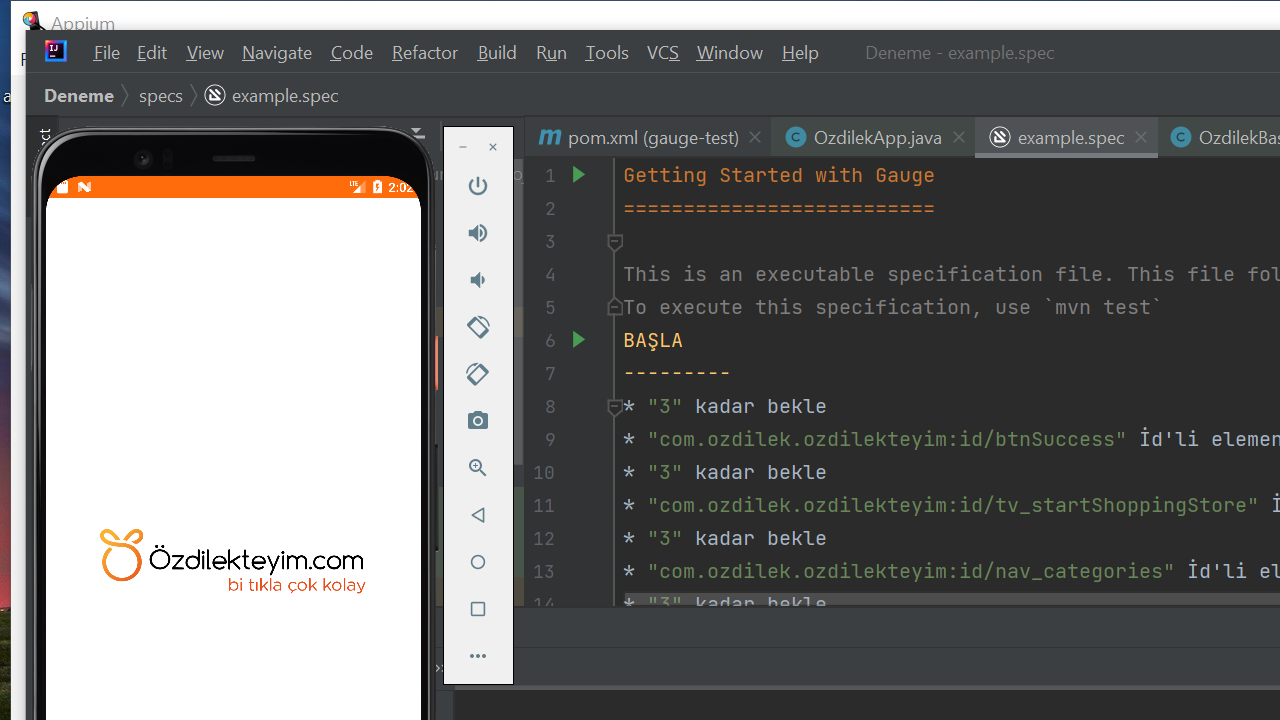 Appium
File Edit View Navigate Code Refactor Build Run Tools VCS Window Help Deneme - example.spec
Deneme specs example.spec
pom.xml (gauge-test) OzdilekApp.java example.spec OzdilekBas
LTE 2:02
1 Getting Started with Gauge
2 ==========================
3
4 This is an executable specification file. This file fol
5 To execute this specification, use `mvn test`
6 BAŞLA
7 ---------
8 * "3" kadar bekle
9 * "com.ozdilek.ozdilekteyim:id/btnSuccess" İd'li elemen
10 * "3" kadar bekle
11 * "com.ozdilek.ozdilekteyim:id/tv_startShoppingStore" İ
12 * "3" kadar bekle
13 * "com.ozdilek.ozdilekteyim:id/nav_categories" İd'li el
14 * "3" kadar bekle
Özdilekteyim.com
bi tıkla çok kolay